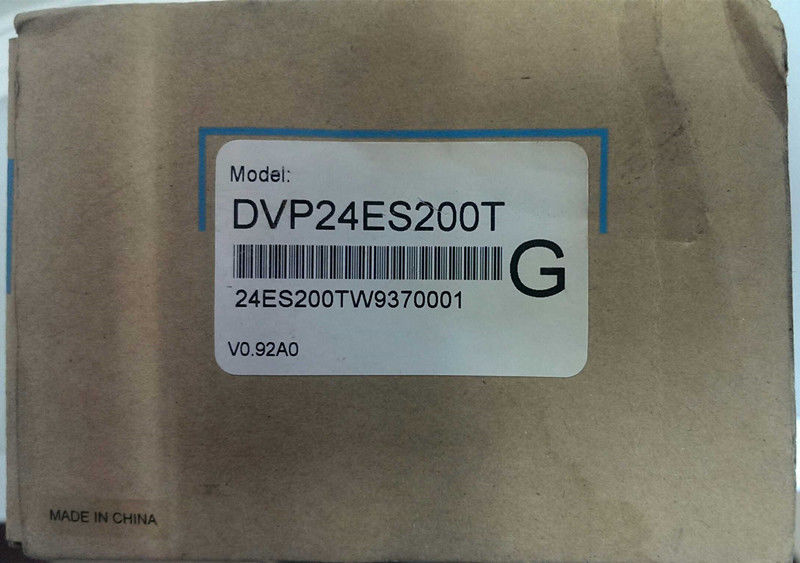 Model:
DVP24ES200T
G
24ES200TW9370001
V0.92A0
MADE IN CHINA